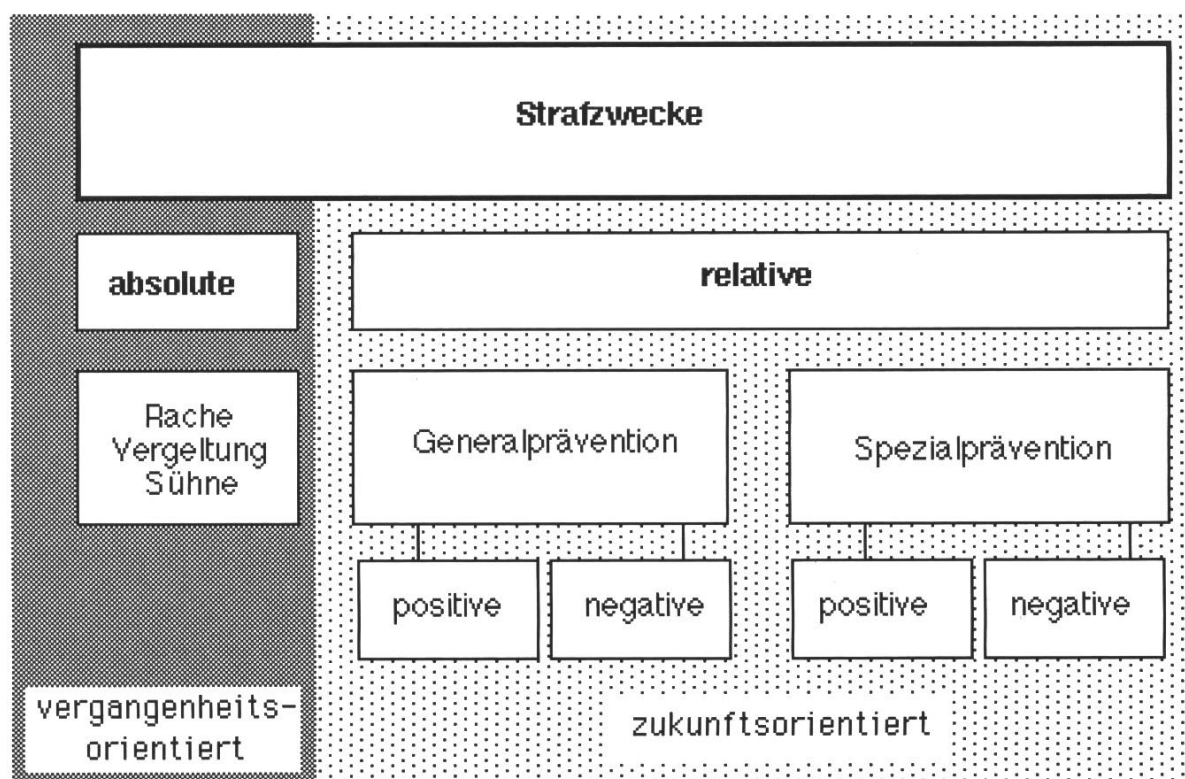 Strafzwecke
absolute
relative
Rache
Vergeltung
Sühne
Generalprävention
Spezialprävention
positive
negative
positive
negative
vergangenheits-
orientiert
zukunftsorientiert